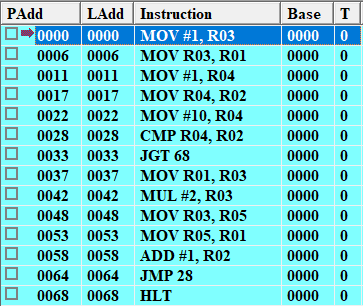 PAdd LAdd Instruction Base T
0000 0000 MOV #1, R03 0000 0
0006 0006 MOV R03, R01 0000 0
0011 0011 MOV #1, R04 0000 0
0017 0017 MOV R04, R02 0000 0
0022 0022 MOV #10, R04 0000 0
0028 0028 CMP R04, R02 0000 0
0033 0033 JGT 68 0000 0
0037 0037 MOV R01, R03 0000 0
0042 0042 MUL #2, R03 0000 0
0048 0048 MOV R03, R05 0000 0
0053 0053 MOV R05, R01 0000 0
0058 0058 ADD #1, R02 0000 0
0064 0064 JMP 28 0000 0
0068 0068 HLT 0000 0